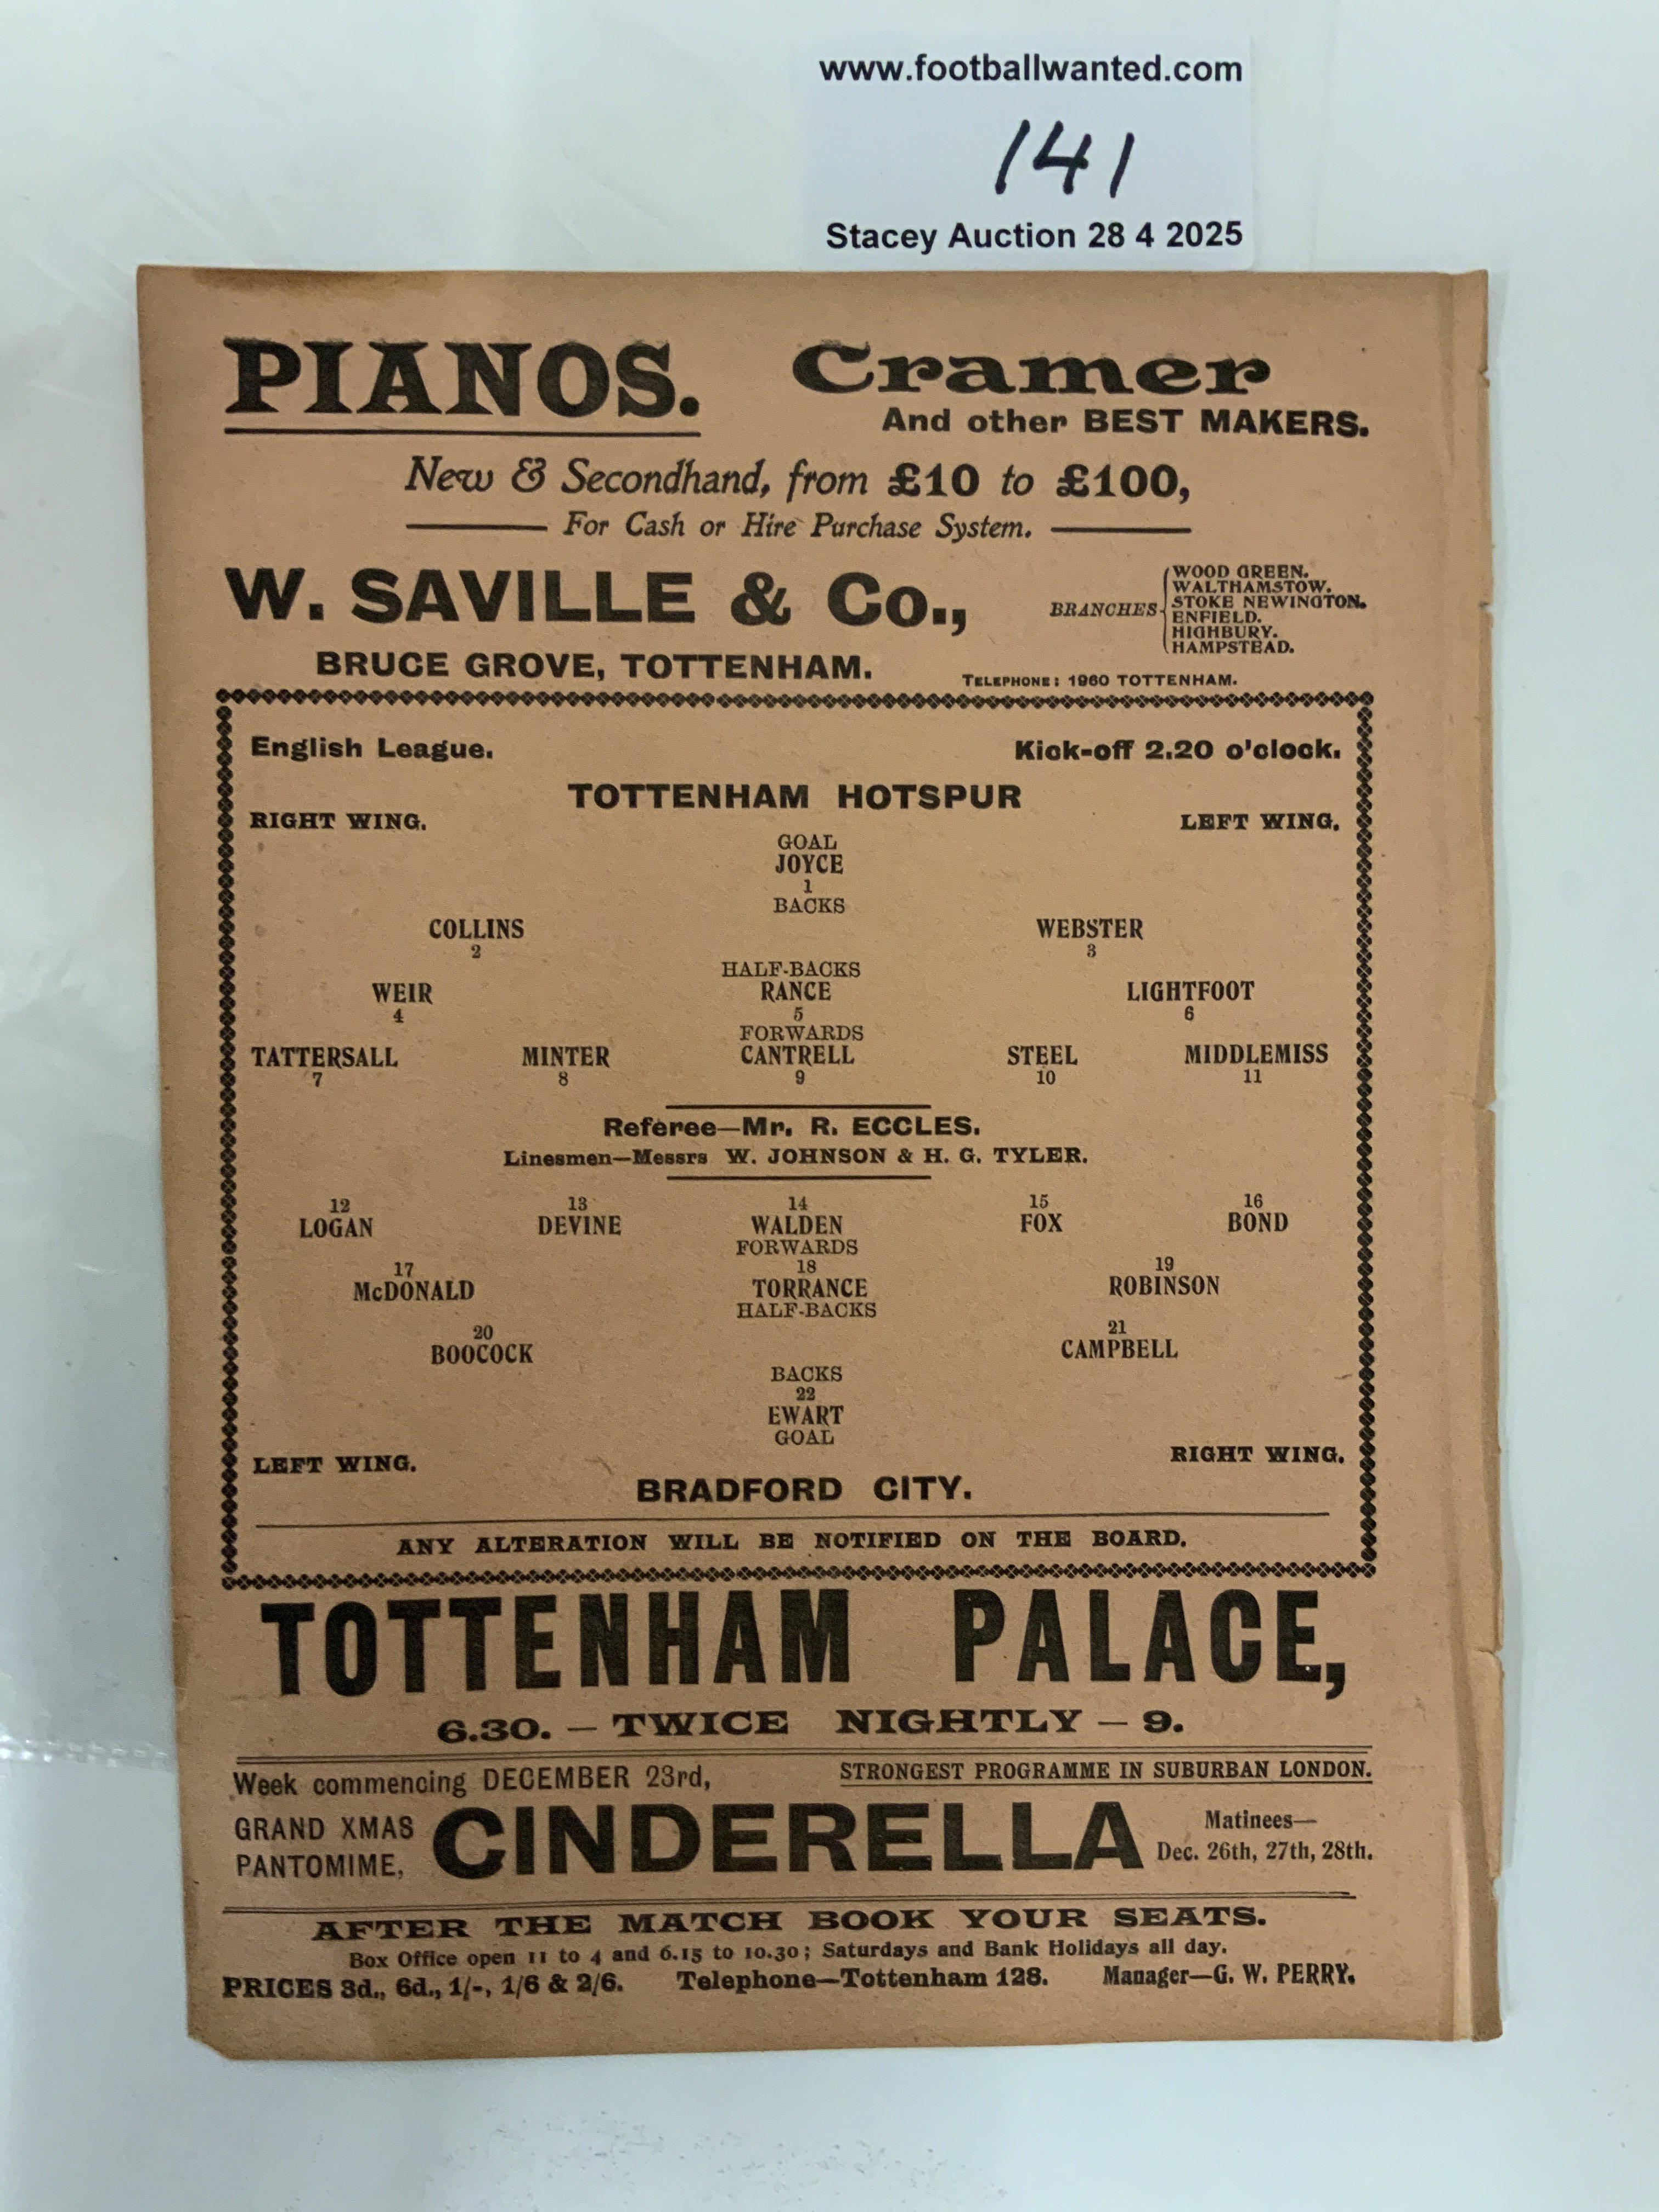 www.footballwanted.com
141
Stacey Auction 28 4 2025
PIANOS. Cramer
And other BEST MAKERS.
New & Secondhand, from £10 to £100,
For Cash or Hire Purchase System.
W. SAVILLE & Co.,
BRUCE GROVE, TOTTENHAM.
BRANCHES
WOOD GREEN.
WALTHAMSTOW.
STOKE NEWINGTON.
ENFIELD.
HIGHBURY.
HAMPSTEAD.
TELEPHONE: 1960 TOTTENHAM.
English League. Kick-off 2.20 o'clock.
TOTTENHAM HOTSPUR
RIGHT WING. LEFT WING.
GOAL
JOYCE
1
BACKS
COLLINS WEBSTER
2 3
HALF-BACKS
WEIR RANCE LIGHTFOOT
4 5 6
FORWARDS
TATTERSALL MINTER CANTRELL STEEL MIDDLEMISS
7 8 9 10 11
Referee—Mr. R. ECCLES.
Linesmen—Messrs W. JOHNSON & H. G. TYLER.
12 13 14 15 16
LOGAN DEVINE WALDEN FOX BOND
FORWARDS
17 18 19
McDONALD TORRANCE ROBINSON
HALF-BACKS
20 21
BOOCOCK CAMPBELL
BACKS
22
EWART
GOAL
LEFT WING. RIGHT WING.
BRADFORD CITY.
ANY ALTERATION WILL BE NOTIFIED ON THE BOARD.
TOTTENHAM PALACE,
6.30. – TWICE NIGHTLY – 9.
Week commencing DECEMBER 23rd, STRONGEST PROGRAMME IN SUBURBAN LONDON.
GRAND XMAS
PANTOMIME,
CINDERELLA
Matinees—
Dec. 26th, 27th, 28th.
AFTER THE MATCH BOOK YOUR SEATS.
Box Office open 11 to 4 and 6.15 to 10.30; Saturdays and Bank Holidays all day.
PRICES 3d., 6d., 1/-, 1/6 & 2/6. Telephone—Tottenham 128. Manager—G. W. PERRY.